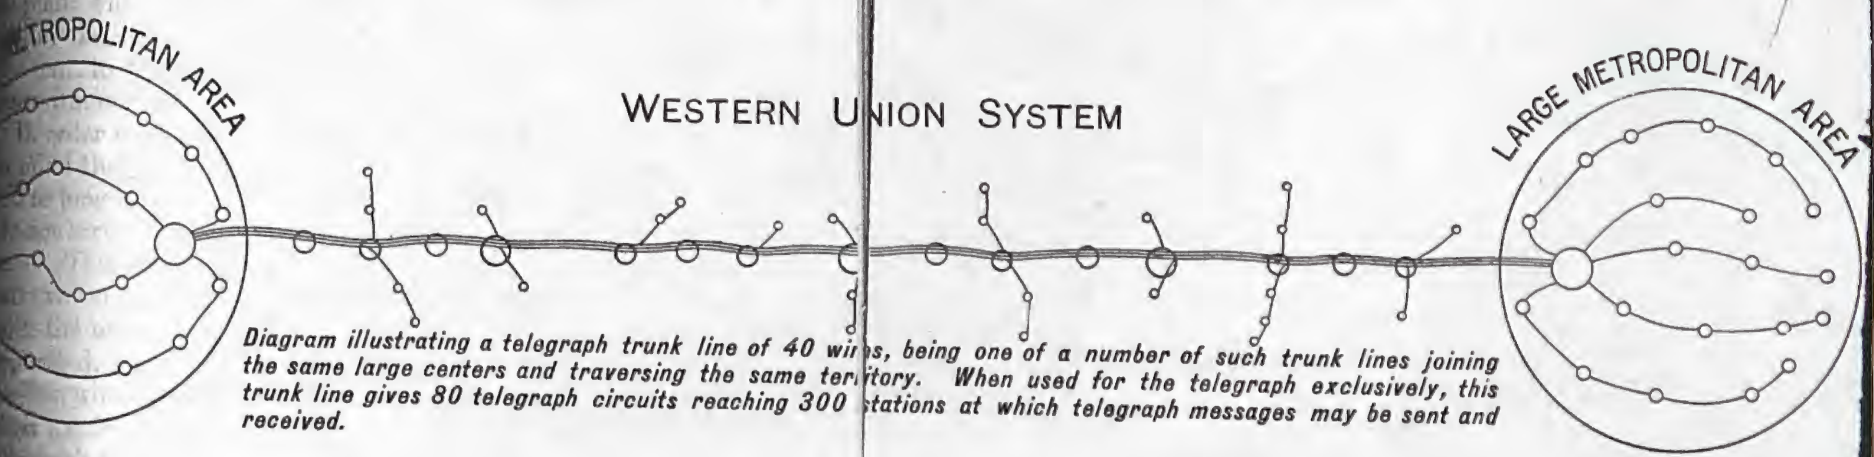 METROPOLITAN AREA
WESTERN UNION SYSTEM
LARGE METROPOLITAN AREA
Diagram illustrating a telegraph trunk line of 40 wires, being one of a number of such trunk lines joining
the same large centers and traversing the same territory. When used for the telegraph exclusively, this
trunk line gives 80 telegraph circuits reaching 300 stations at which telegraph messages may be sent and
received.